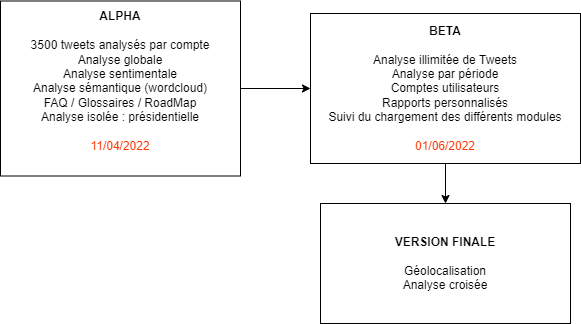 ALPHA
3500 tweets analysés par compte
Analyse globale
Analyse sentimentale
Analyse sémantique (wordcloud)
FAQ / Glossaires / RoadMap
Analyse isolée : présidentielle
11/04/2022
BETA
Analyse illimitée de Tweets
Analyse par période
Comptes utilisateurs
Rapports personnalisés
Suivi du chargement des différents modules
01/06/2022
VERSION FINALE
Géolocalisation
Analyse croisée